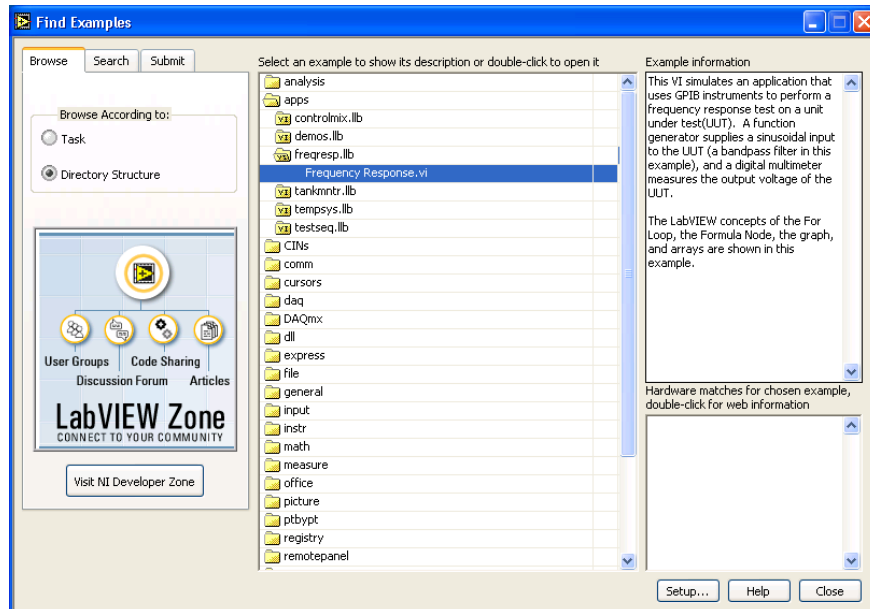 Find Examples
Browse
Search
Submit
Browse According to:
Task
Directory Structure
User Groups
Code Sharing
Discussion Forum
Articles
LabVIEW Zone
CONNECT TO YOUR COMMUNITY
Visit NI Developer Zone
Select an example to show its description or double-click to open it
analysis
apps
controlmix.llb
demos.llb
freqresp.llb
Frequency Response.vi
tankmntr.llb
tempsys.llb
testseq.llb
CINs
comm
cursors
daq
DAQmx
dll
express
file
general
input
instr
math
measure
office
picture
ptbypt
registry
remotepanel
Example information
This VI simulates an application that
uses GPIB instruments to perform a
frequency response test on a unit
under test(UUT). A function
generator supplies a sinusoidal input
to the UUT (a bandpass filter in this
example), and a digital multimeter
measures the output voltage of the
UUT.
The LabVIEW concepts of the For
Loop, the Formula Node, the graph,
and arrays are shown in this
example.
Hardware matches for chosen example,
double-click for web information
Setup...
Help
Close